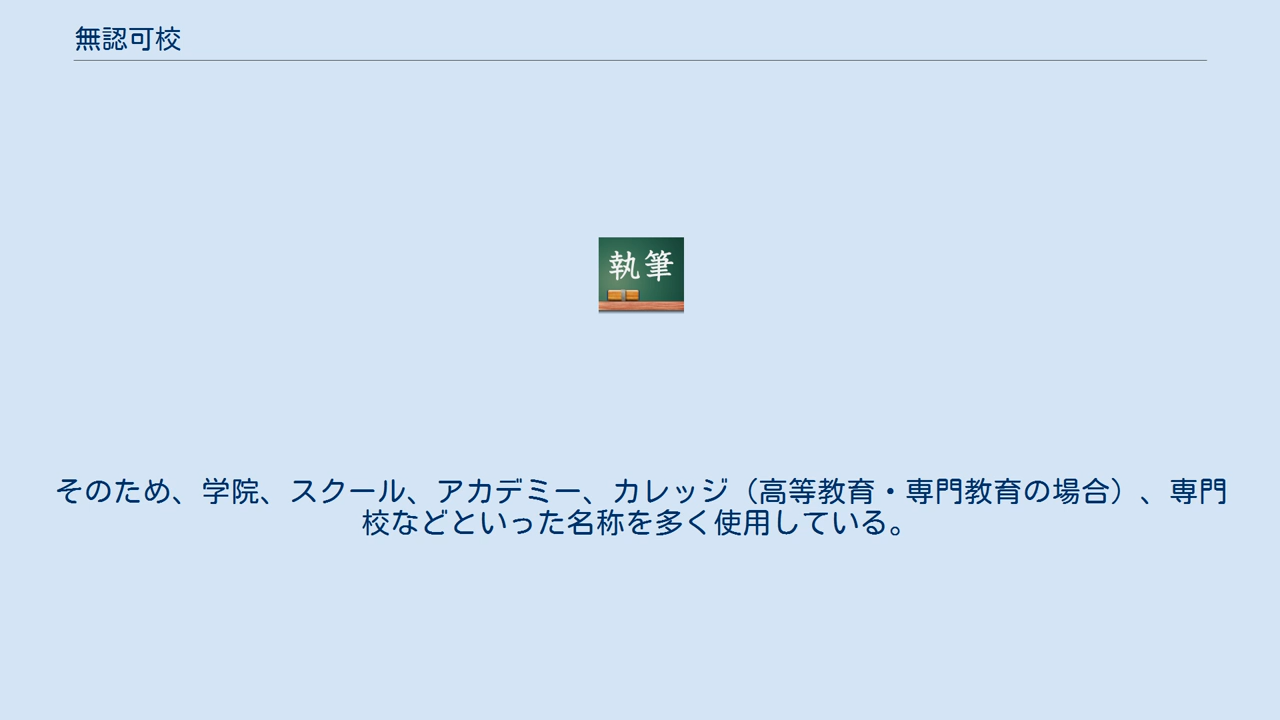 無認可校
執筆
そのため、学院、スクール、アカデミー、カレッジ（高等教育・専門教育の場合）、専門
校などといった名称を多く使用している。